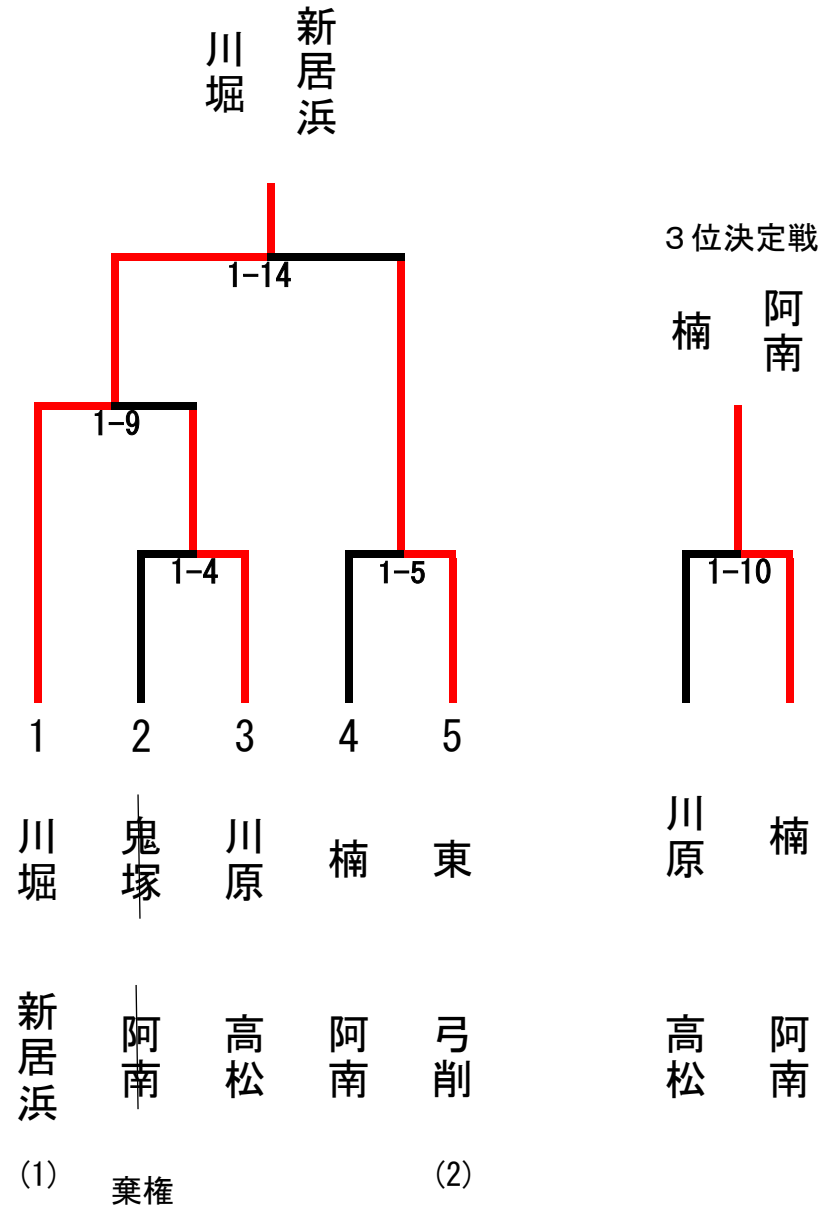 川堀
新居浜
1-14
1-9
1-4
1-5
1
2
3
4
5
川堀
鬼塚
川原
楠
東
新居浜
阿南
高松
阿南
弓削
(1)
棄権
(2)
３位決定戦
楠
阿南
1-10
川原
楠
高松
阿南